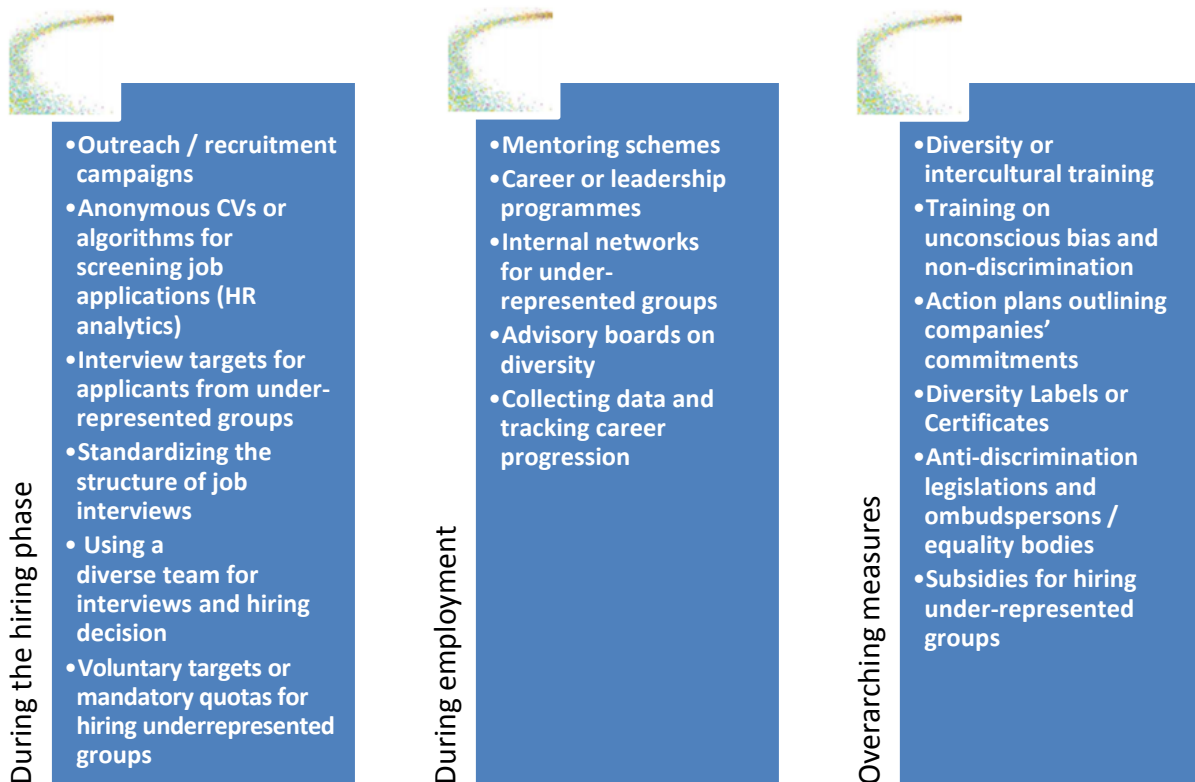 During the hiring phase
•Outreach / recruitment
campaigns
•Anonymous CVs or
algorithms for
screening job
applications (HR
analytics)
•Interview targets for
applicants from under-
represented groups
•Standardizing the
structure of job
interviews
• Using a
diverse team for
interviews and hiring
decision
•Voluntary targets or
mandatory quotas for
hiring underrepresented
groups
During employment
•Mentoring schemes
•Career or leadership
programmes
•Internal networks
for under-
represented groups
•Advisory boards on
diversity
•Collecting data and
tracking career
progression
Overarching measures
•Diversity or
intercultural training
•Training on
unconscious bias and
non-discrimination
•Action plans outlining
companies’
commitments
•Diversity Labels or
Certificates
•Anti-discrimination
legislations and
ombudspersons /
equality bodies
•Subsidies for hiring
under-represented
groups